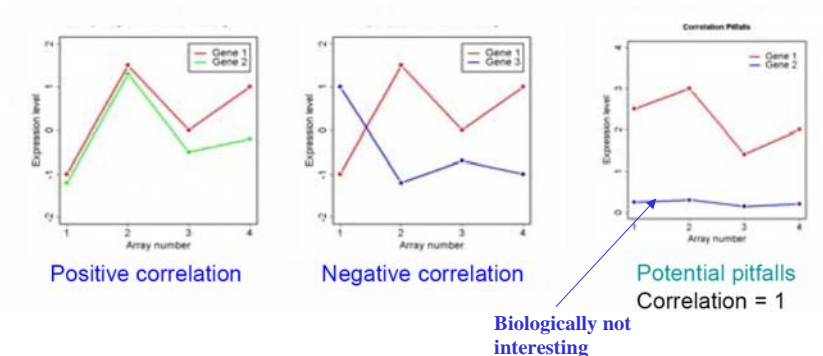 Correlation Pitfalls
2
1
0
-1
-2
Expression level
Gene 1
Gene 2
1 2 3 4
Array number
2
1
0
-1
-2
Expression level
Gene 1
Gene 3
1 2 3 4
Array number
4
3
2
1
0
Expression level
Gene 1
Gene 2
1 2 3 4
Array number
Positive correlation
Negative correlation
Potential pitfalls
Correlation = 1
Biologically not
interesting